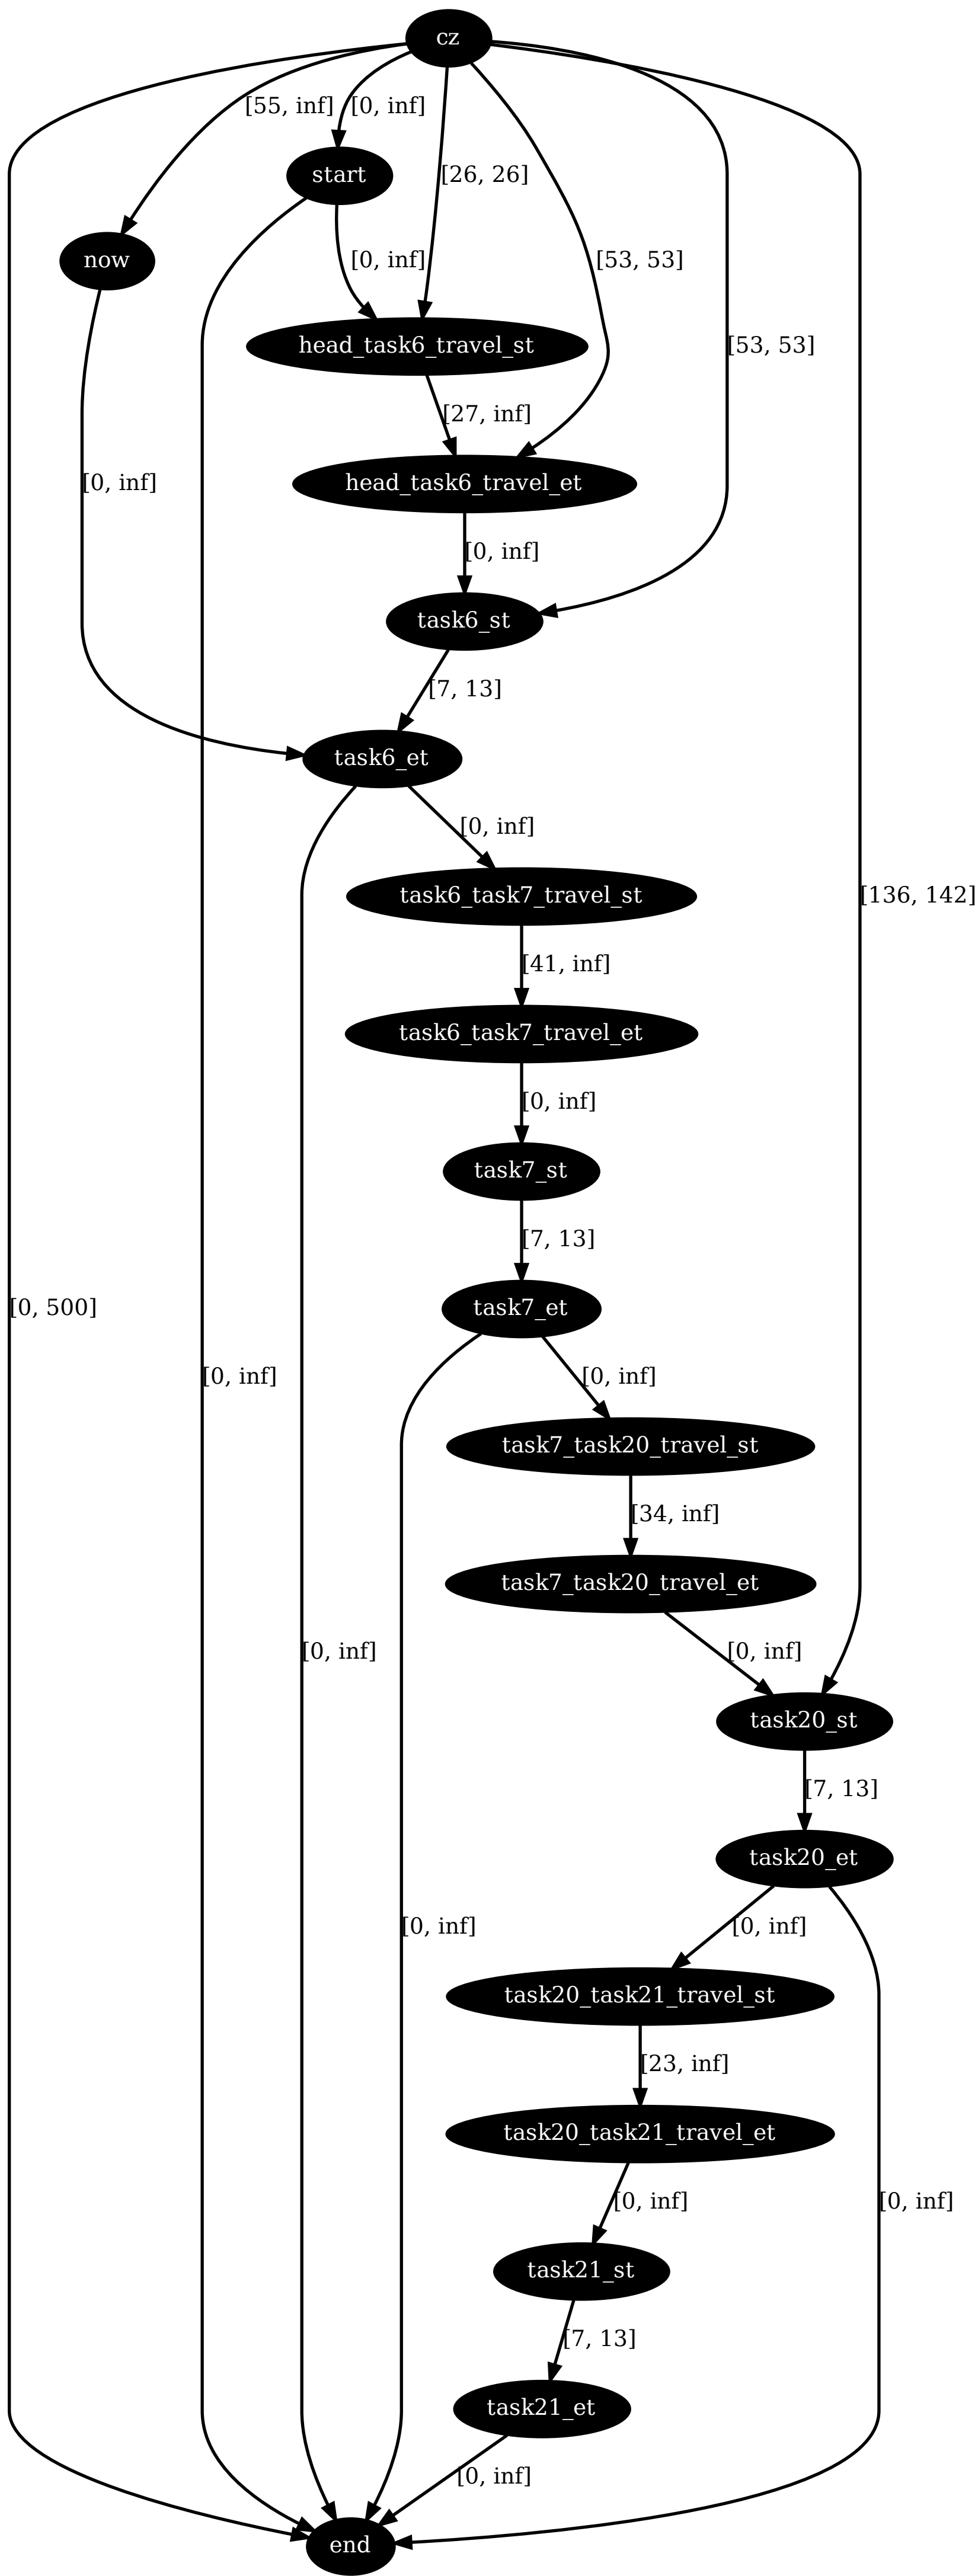 cz
[55, inf]
[0, inf]
start
[26, 26]
now
[0, inf]
[53, 53]
head_task6_travel_st
[53, 53]
[27, inf]
[0, inf]
head_task6_travel_et
[0, inf]
task6_st
[7, 13]
task6_et
[0, inf]
task6_task7_travel_st
[136, 142]
[41, inf]
task6_task7_travel_et
[0, inf]
task7_st
[7, 13]
[0, 500]
task7_et
[0, inf]
[0, inf]
task7_task20_travel_st
[34, inf]
task7_task20_travel_et
[0, inf]
[0, inf]
task20_st
[7, 13]
task20_et
[0, inf]
[0, inf]
task20_task21_travel_st
[23, inf]
task20_task21_travel_et
[0, inf]
[0, inf]
task21_st
[7, 13]
task21_et
[0, inf]
end